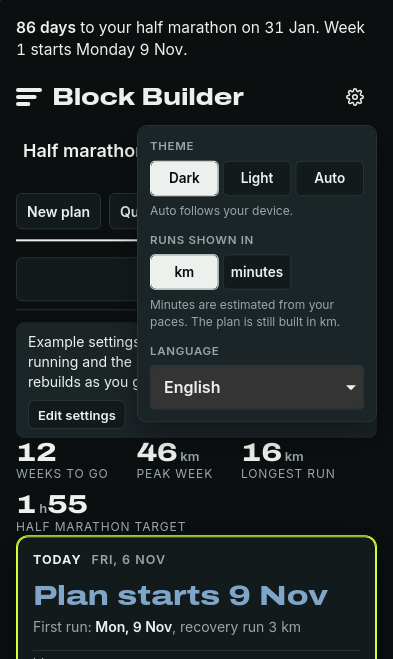 86 days to your half marathon on 31 Jan. Week
1 starts Monday 9 Nov.
Block Builder
Half maratho
THEME
Dark Light Auto
Auto follows your device.
New plan Qu
RUNS SHOWN IN
km minutes
Minutes are estimated from your
paces. The plan is still built in km.
LANGUAGE
English
Example settings
running and the
rebuilds as you g
Edit settings
12 46 km 16 km
WEEKS TO GO PEAK WEEK LONGEST RUN
1 h 55
HALF MARATHON TARGET
TODAY FRI, 6 NOV
Plan starts 9 Nov
First run: Mon, 9 Nov, recovery run 3 km